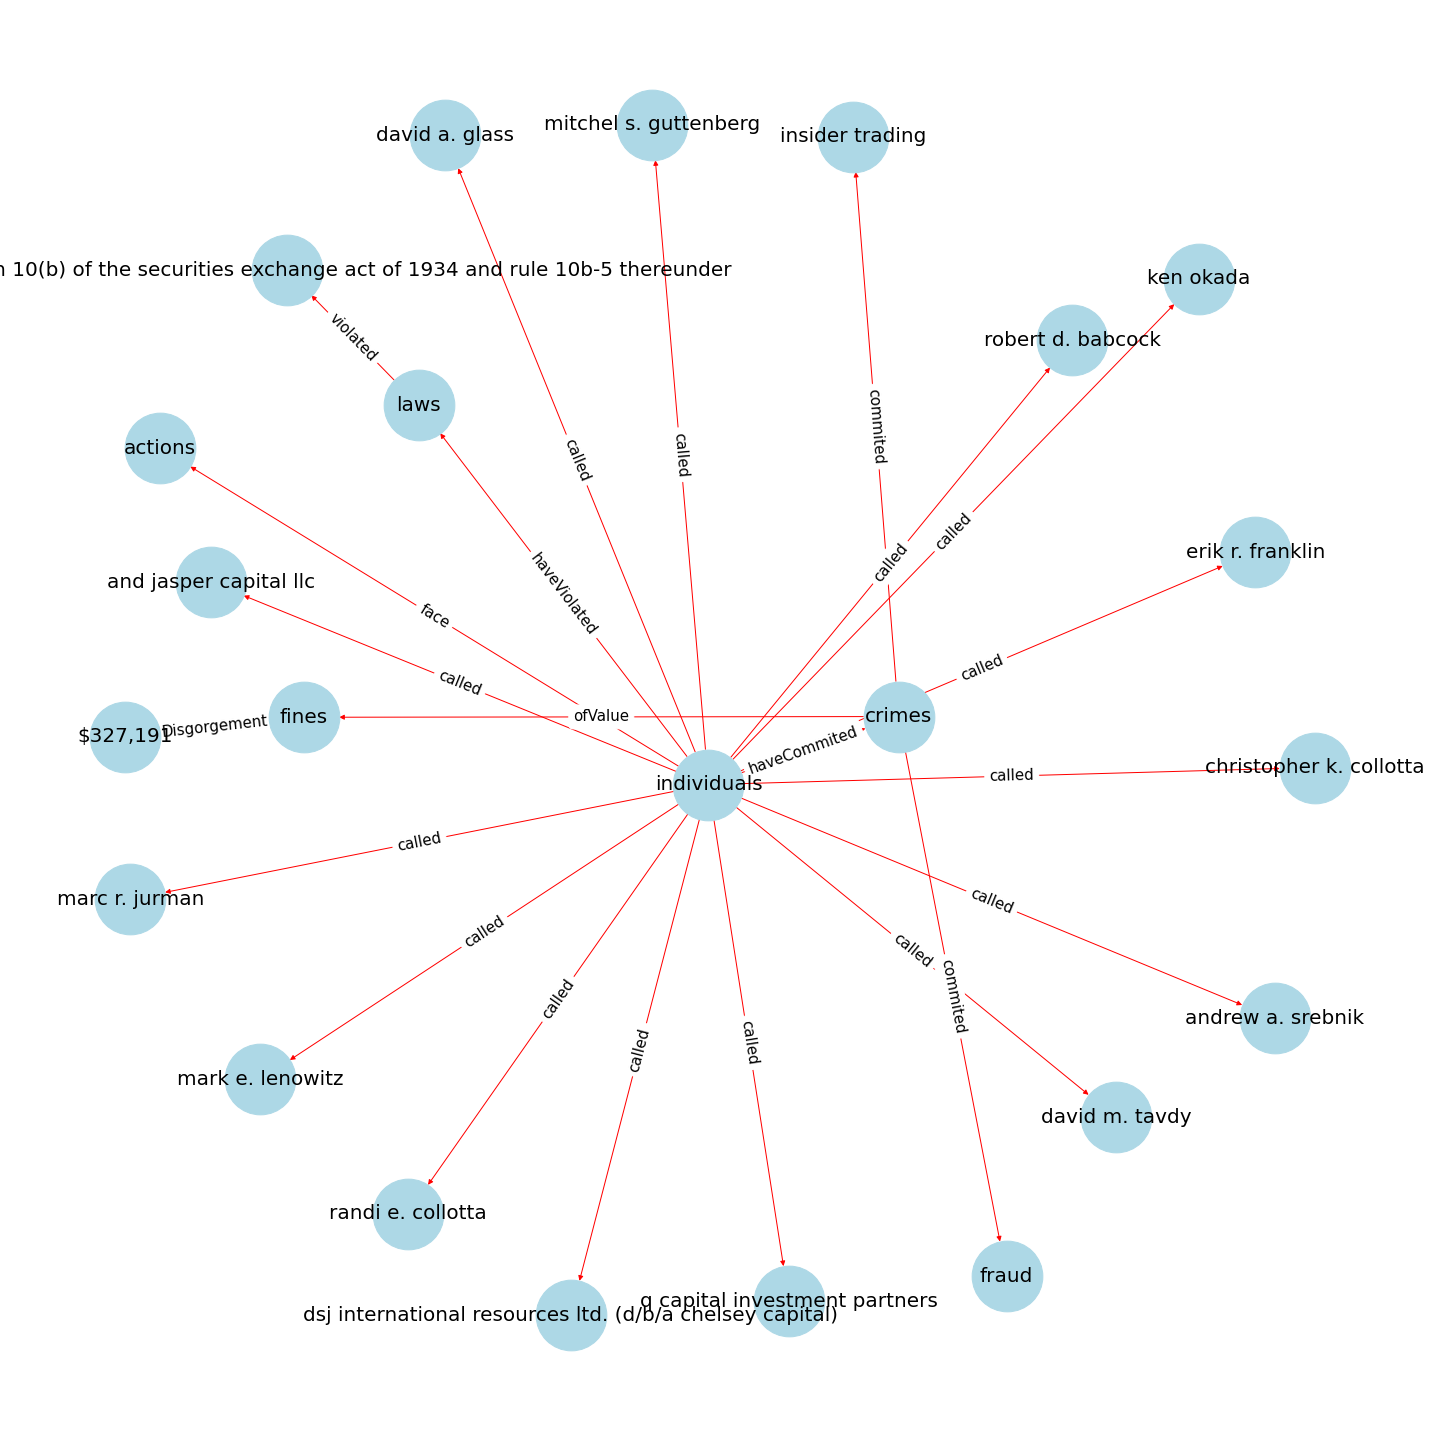 mitchel s. guttenberg
david a. glass
insider trading
10(b) of the securities exchange act of 1934 and rule 10b-5 thereunder
ken okada
violated
robert d. babcock
laws
commited
actions
called
called
called
called
erik r. franklin
and jasper capital llc
haveViolated
face
called
called
$327,191
Disgorgement
fines
ofValue
crimes
haveCommited
individuals
called
christopher k. collotta
called
marc r. jurman
called
called
called
called
commited
andrew a. srebnik
called
called
mark e. lenowitz
david m. tavdy
randi e. collotta
fraud
q capital investment partners
dsj international resources ltd. (d/b/a chelsey capital)